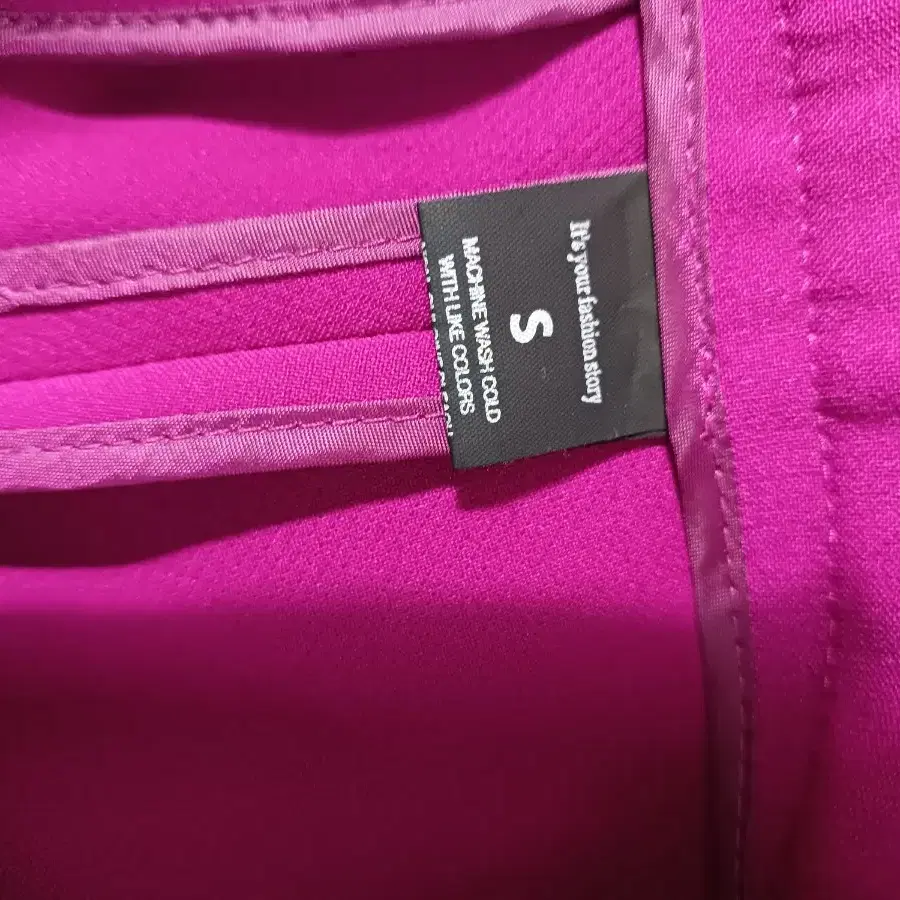 It's your fashion story
S
MACHINE WASH COLD
WITH LIKE COLORS